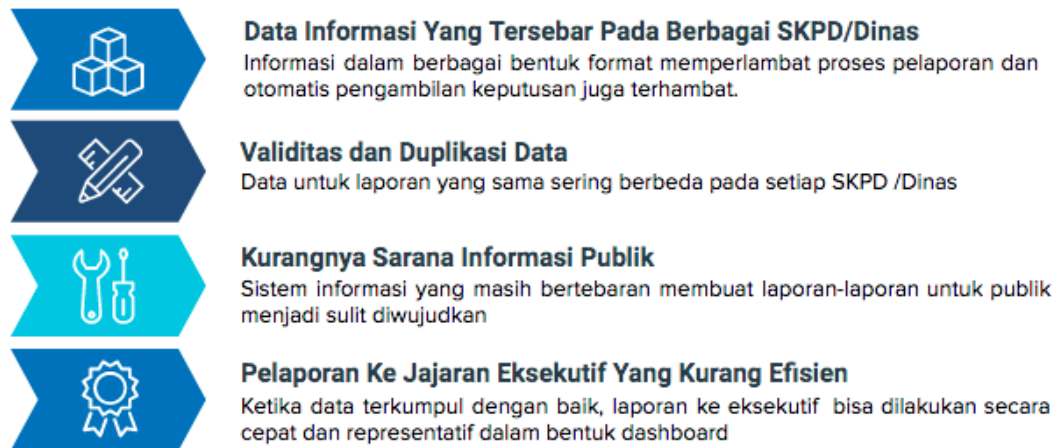 Data Informasi Yang Tersebar Pada Berbagai SKPD/Dinas
Informasi dalam berbagai bentuk format memperlambat proses pelaporan dan
otomatis pengambilan keputusan juga terhambat.
Validitas dan Duplikasi Data
Data untuk laporan yang sama sering berbeda pada setiap SKPD /Dinas
Kurangnya Sarana Informasi Publik
Sistem informasi yang masih bertebaran membuat laporan-laporan untuk publik
menjadi sulit diwujudkan
Pelaporan Ke Jajaran Eksekutif Yang Kurang Efisien
Ketika data terkumpul dengan baik, laporan ke eksekutif bisa dilakukan secara
cepat dan representatif dalam bentuk dashboard